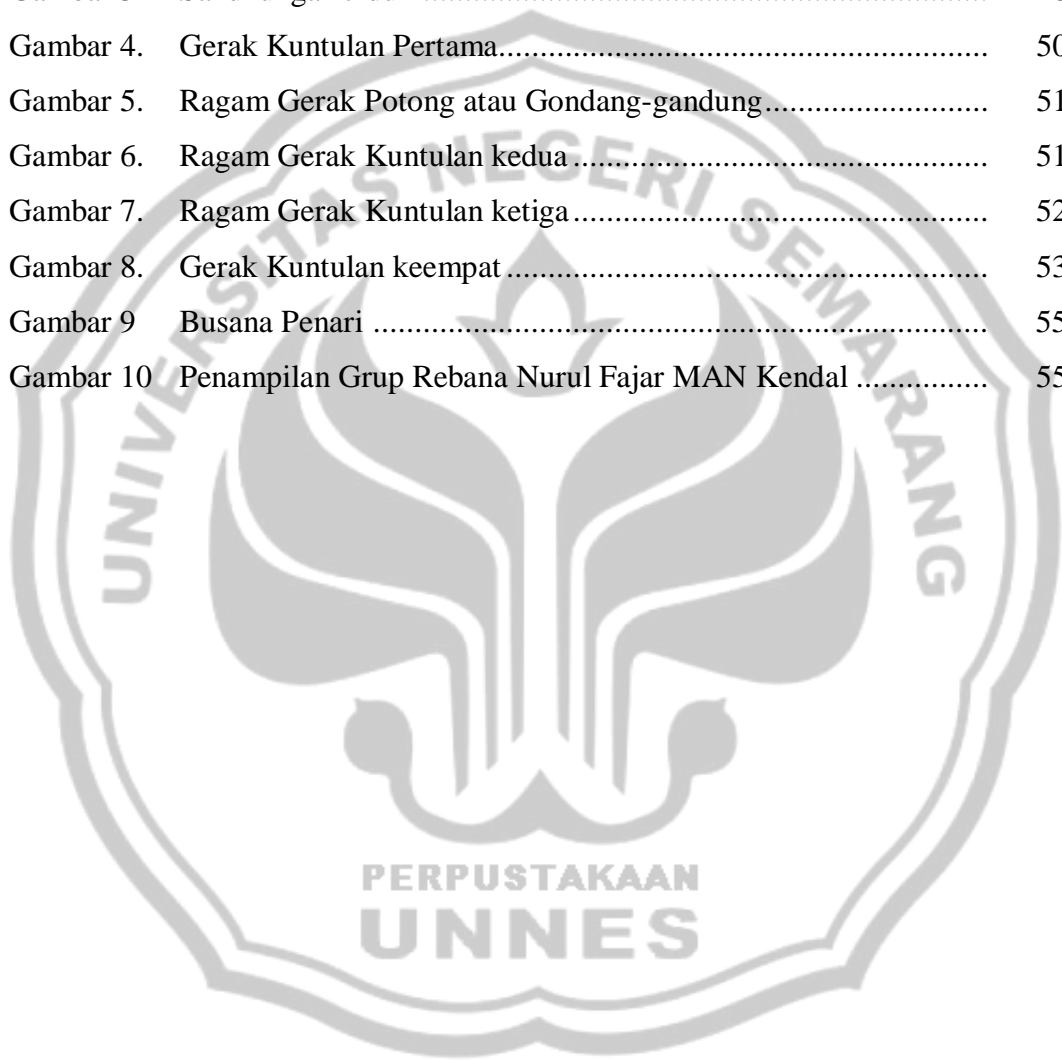 Gambar 4. Gerak Kuntulan Pertama.................................................................... 50
Gambar 5. Ragam Gerak Potong atau Gondang-gandung............................... 51
Gambar 6. Ragam Gerak Kuntulan kedua ......................................................... 51
Gambar 7. Ragam Gerak Kuntulan ketiga ......................................................... 52
Gambar 8. Gerak Kuntulan keempat .................................................................. 53
Gambar 9 Busana Penari ..................................................................................... 55
Gambar 10 Penampilan Grup Rebana Nurul Fajar MAN Kendal ................ 55
UNIVERSITAS NEGERI SEMARANG
PERPUSTAKAAN
UNNES